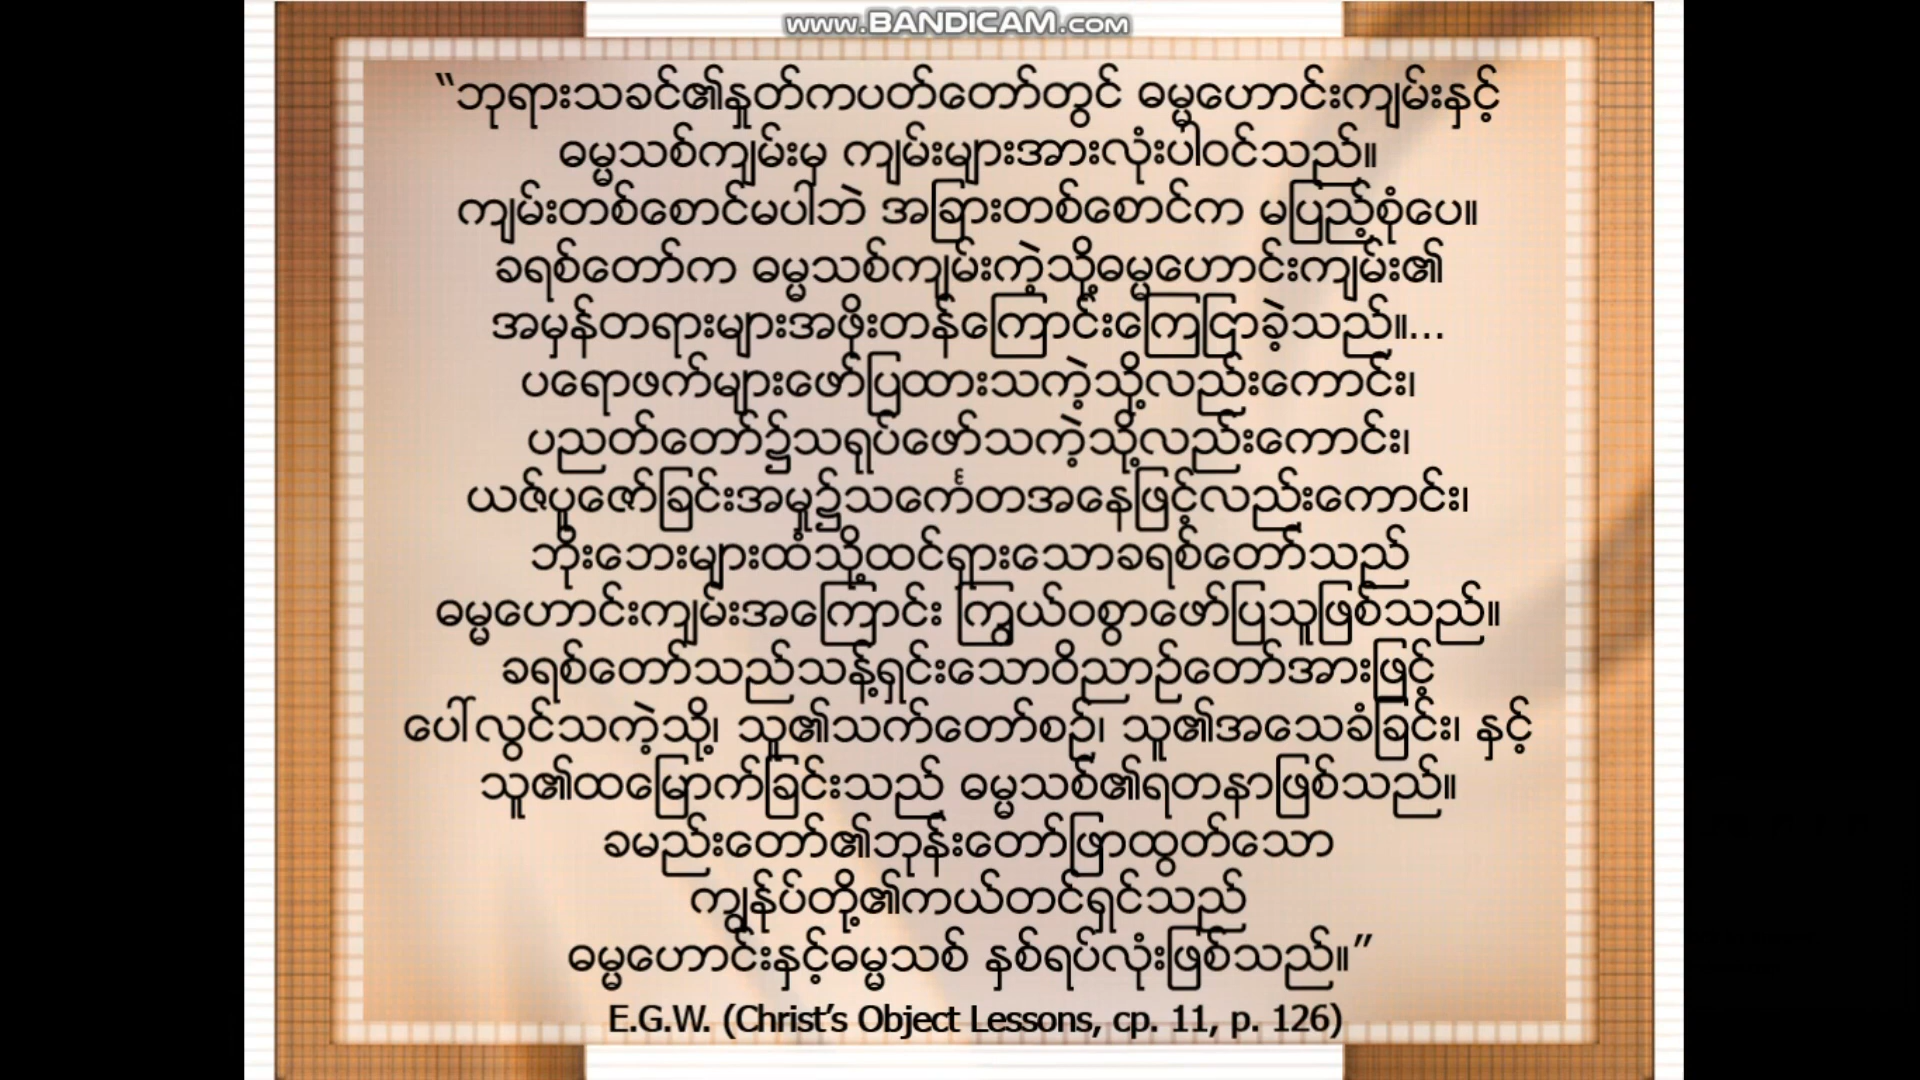 www.BANDICAM.com
“ဘုရားသခင်၏နှုတ်ကပတ်တော်တွင် ဓမ္မဟောင်းကျမ်းနှင့်
ဓမ္မသစ်ကျမ်းမှ ကျမ်းများအားလုံးပါဝင်သည်။
ကျမ်းတစ်စောင်မပါဘဲ အခြားတစ်စောင်က မပြည့်စုံပေ။
ခရစ်တော်က ဓမ္မသစ်ကျမ်းကဲ့သို့ဓမ္မဟောင်းကျမ်း၏
အမှန်တရားများအဖိုးတန်ကြောင်းကြေငြာခဲ့သည်။...
ပရောဖက်များဖော်ပြထားသကဲ့သို့လည်းကောင်း၊
ပညတ်တော်၌သရုပ်ဖော်သကဲ့သို့လည်းကောင်း၊
ယဇ်ပူဇော်ခြင်းအမှု၌သင်္ကေတအနေဖြင့်လည်းကောင်း၊
ဘိုးဘေးများထံသို့ထင်ရှားသောခရစ်တော်သည်
ဓမ္မဟောင်းကျမ်းအကြောင်း ကြွယ်ဝစွာဖော်ပြသူဖြစ်သည်။
ခရစ်တော်သည်သန့်ရှင်းသောဝိညာဉ်တော်အားဖြင့်
ပေါ်လွင်သကဲ့သို့၊ သူ၏သက်တော်စဉ်၊ သူ၏အသေခံခြင်း၊ နှင့်
သူ၏ထမြောက်ခြင်းသည် ဓမ္မသစ်၏ရတနာဖြစ်သည်။
ခမည်းတော်၏ဘုန်းတော်ဖြာထွတ်သော
ကျွန်ုပ်တို့၏ကယ်တင်ရှင်သည်
ဓမ္မဟောင်းနှင့်ဓမ္မသစ် နှစ်ရပ်လုံးဖြစ်သည်။”
E.G.W. (Christ’s Object Lessons, cp. 11, p. 126)